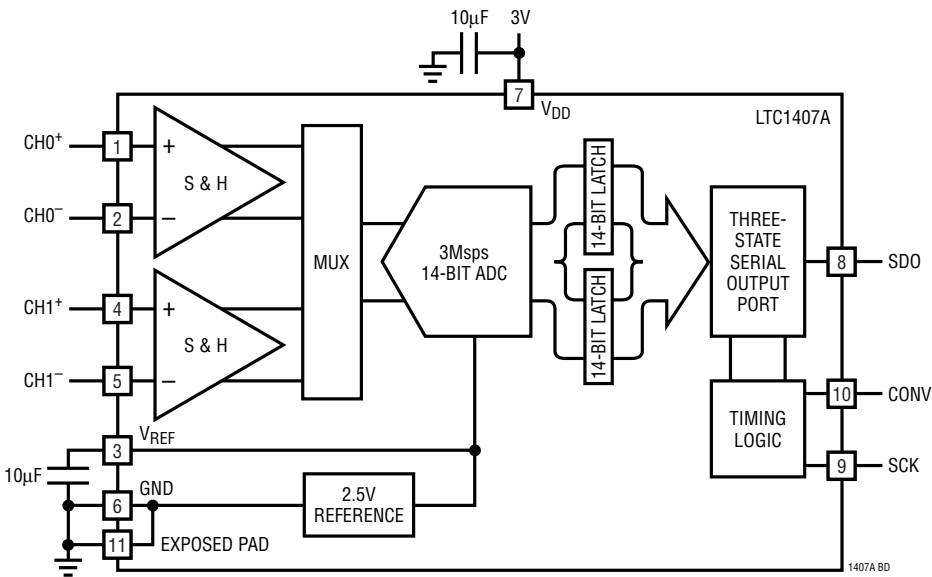 10µF 3V
7
VDD
LTC1407A
CH0+
1
+
S & H
CH0–
2
–
MUX
3Msps
14-BIT ADC
14-BIT LATCH
14-BIT LATCH
THREE-
STATE
SERIAL
OUTPUT
PORT
8
SDO
CH1+
4
+
S & H
CH1–
5
–
TIMING
LOGIC
10
CONV
9
SCK
3
VREF
10µF
6
GND
2.5V
REFERENCE
11
EXPOSED PAD
1407A BD